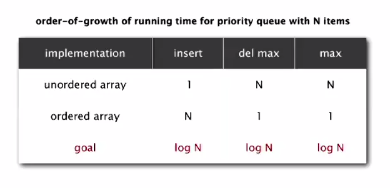 order-of-growth of running time for priority queue with N items
implementation insert del max max
unordered array 1 N N
ordered array N 1 1
goal log N log N log N